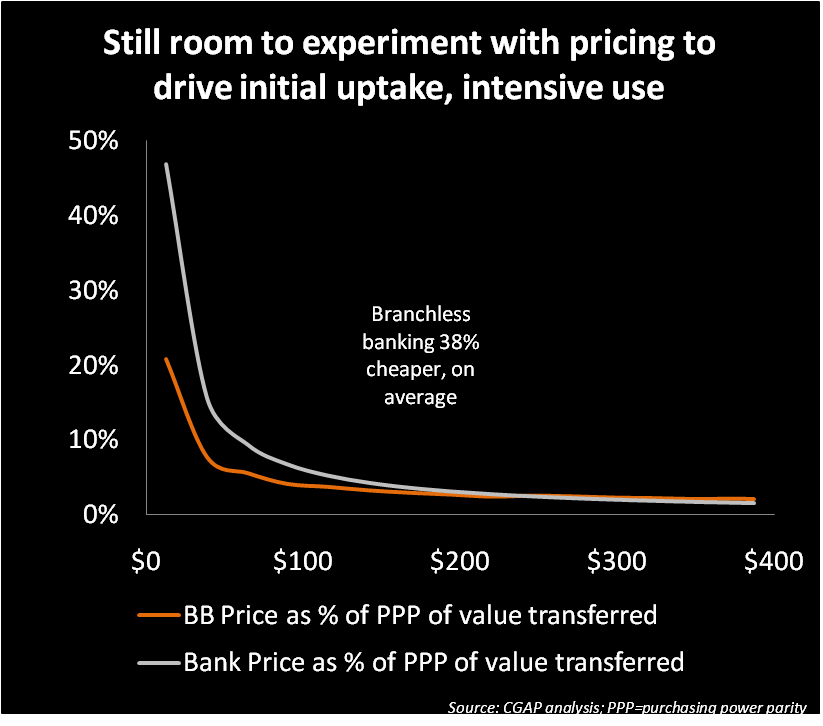 Still room to experiment with pricing to
drive initial uptake, intensive use
50%
40%
30%
20%
10%
0%
Branchless
banking 38%
cheaper, on
average
$0 $100 $200 $300 $400
BB Price as % of PPP of value transferred
Bank Price as % of PPP of value transferred
Source: CGAP analysis; PPP=purchasing power parity